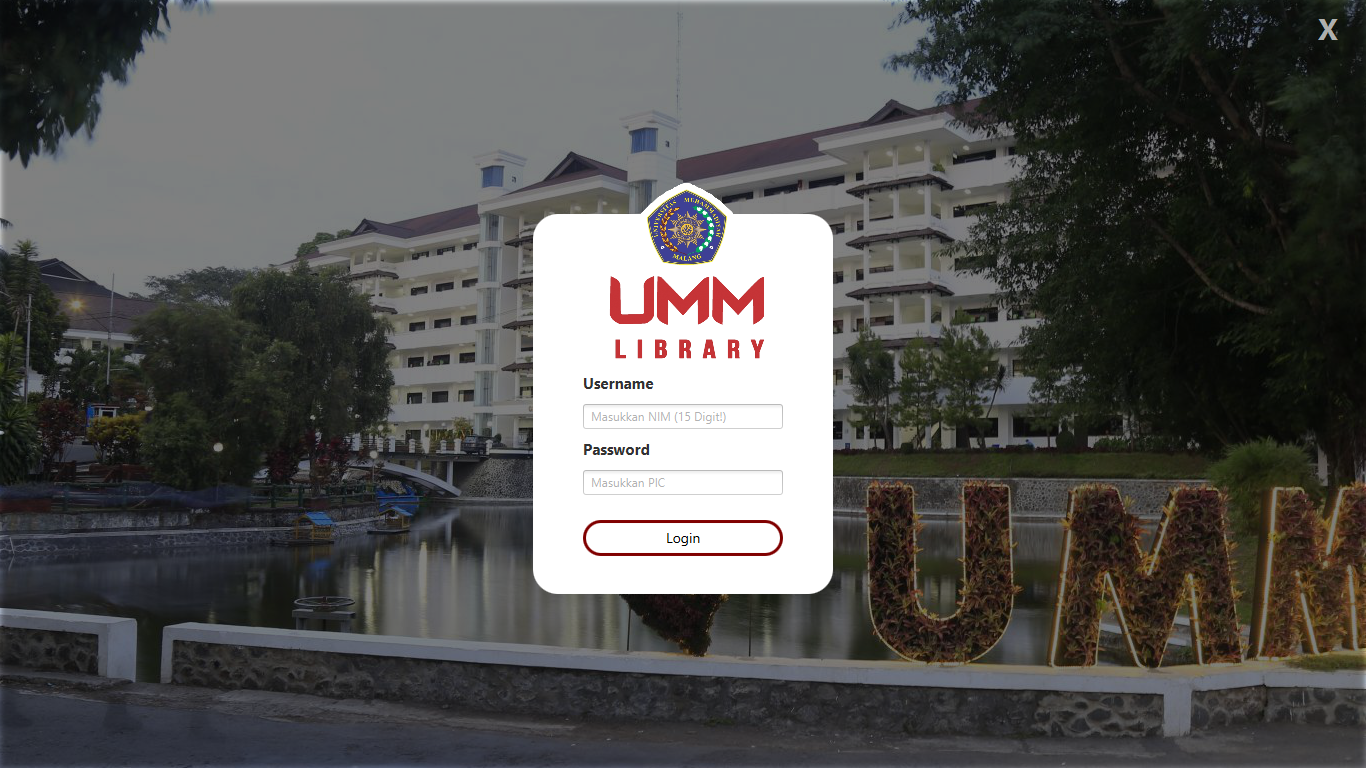 X
UNIVERSITAS MUHAMMADIYAH
MALANG
UMM
LIBRARY
Username
Masukkan NIM (15 Digit!)
Password
Masukkan PIC
Login
UMM